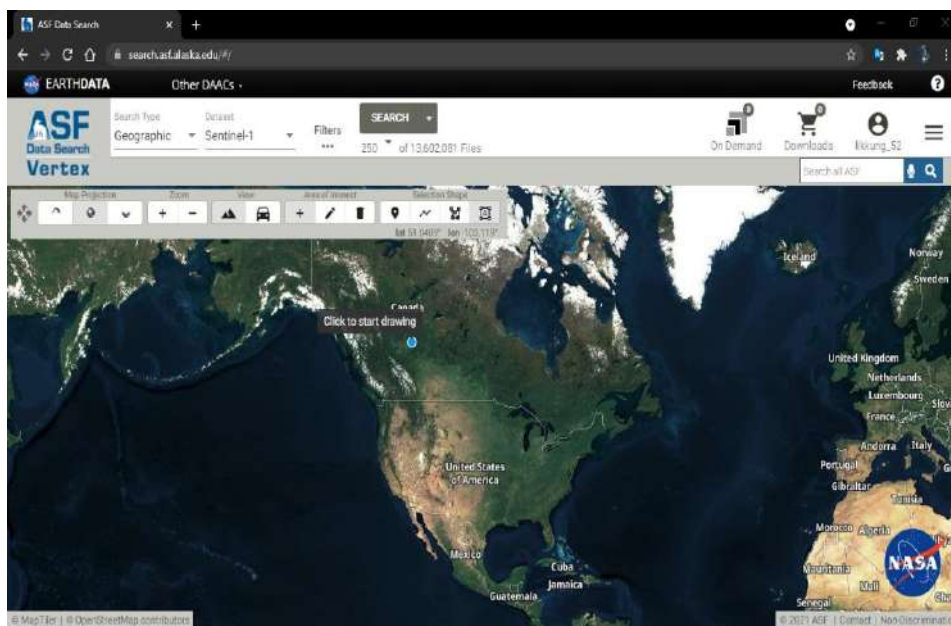 ASF Data Search
search.asf.alaska.edu/#/
EARTHDATA Other DAACs Feedback
ASF
Data Search
Vertex
Search Type Dataset
Geographic Sentinel-1 Filters SEARCH
250 of 13,602,081 Files
0 0
On Demand Downloads
Search all ASF
Map Projection Zoom View Area of Interest Selection Shape
Iceland
Norway
Sweden
Canada
Click to start drawing
United Kingdom
Netherlands
Luxembourg
France
Andorra Italy
Portugal
Gibraltar
Tunisia
United States
of America
Morocco Algeria
NASA
Mexico
Cuba
Jamaica
Mauritania Mali
Guatemala
Senegal
© MapTiler | © OpenStreetMap contributors
© 2021 ASF | Contact | Non-Discriminat